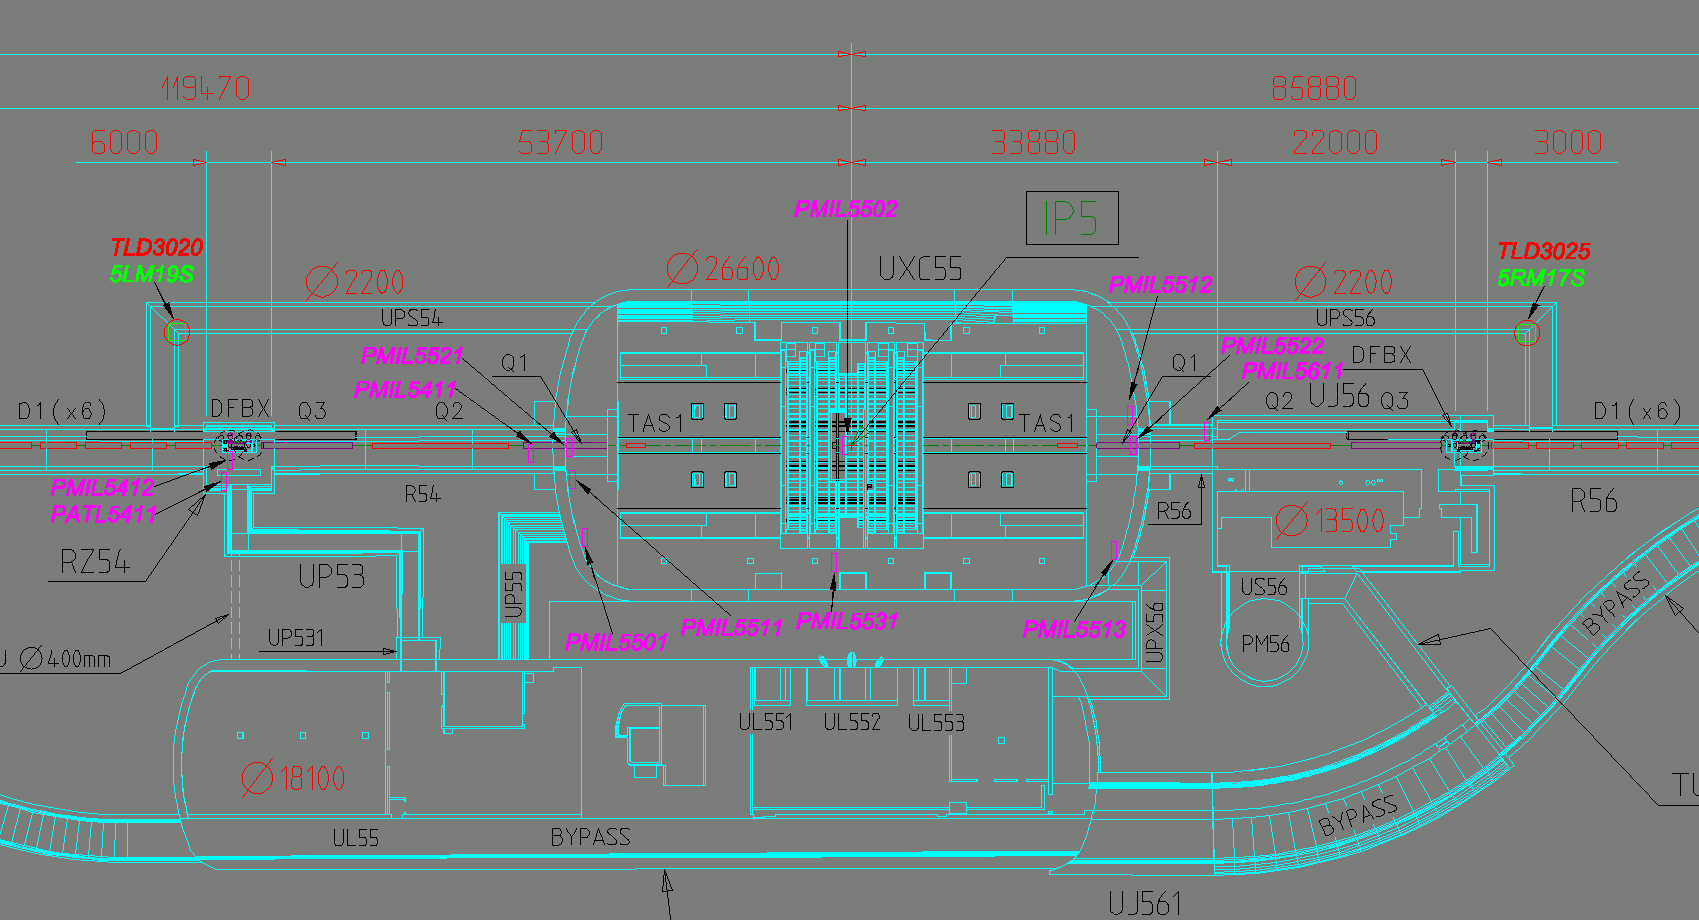 119470
85880
6000
53700
33880
22000
3000
PMIL5502
IP5
TLD3020
5LM19S
Ø2200
Ø26600
UXC55
PMIL5512
Ø2200
TLD3025
5RM17S
UPS54
UPS56
PMIL5521
Q1
Q1
PMIL5522
DFBX
PMIL5411
PMIL5611
D1(x6)
DFBX
Q3
Q2
TAS1
TAS1
Q2
UJ56
Q3
D1(x6)
PMIL5412
PATL5411
R54
R56
R56
Ø13500
RZ54
UP53
UP55
US56
BYPASS
PMIL5501
PMIL5511
PMIL5531
PMIL5513
UPX56
UP531
PM56
Ø400mm
UL551
UL552
UL553
Ø18100
BYPASS
UL55
BYPASS
UJ561